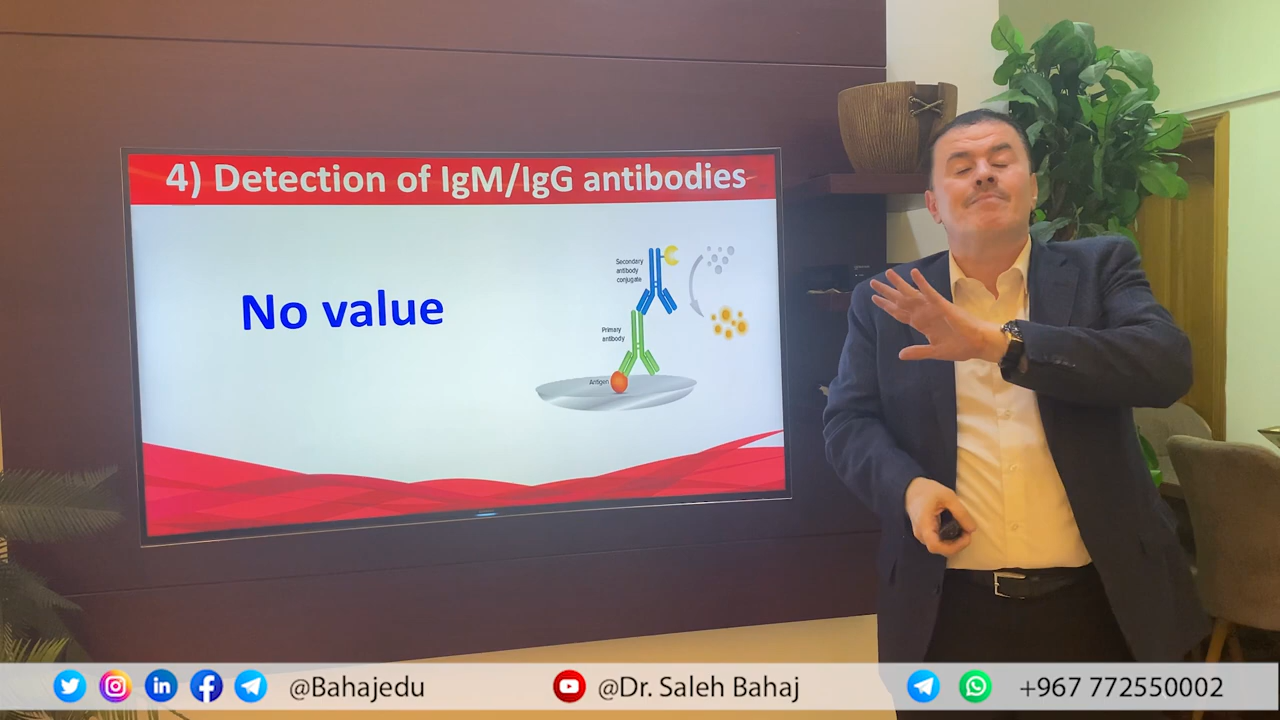 4) Detection of IgM/IgG antibodies
No value
Secondary
antibody
conjugate
Primary
antibody
Antigen
@Bahajedu
@Dr. Saleh Bahaj
+967 772550002